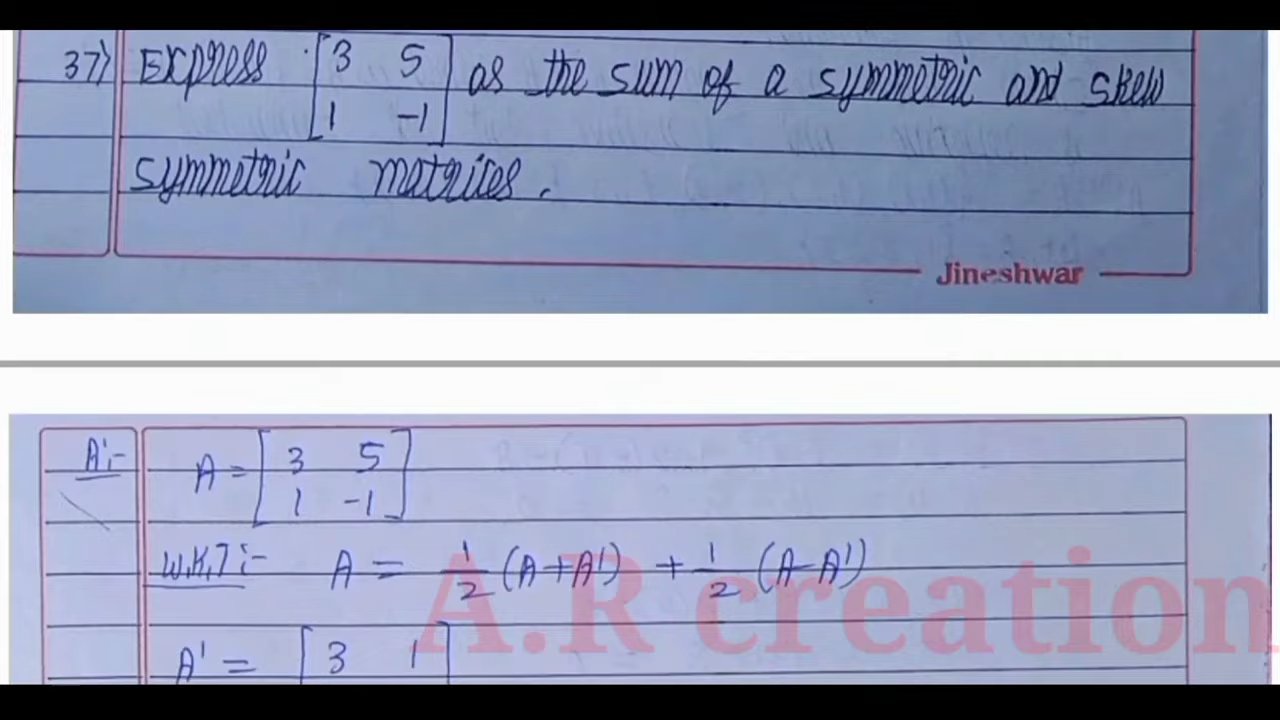 37) Express [3 5
1 -1] as the sum of a symmetric and skew
symmetric matrices.
Jineshwar
A:- A = [3 5
1 -1]
W.K.T:- A = 1/2 (A+A') + 1/2 (A-A')
A.R creation
A' = [3 1]